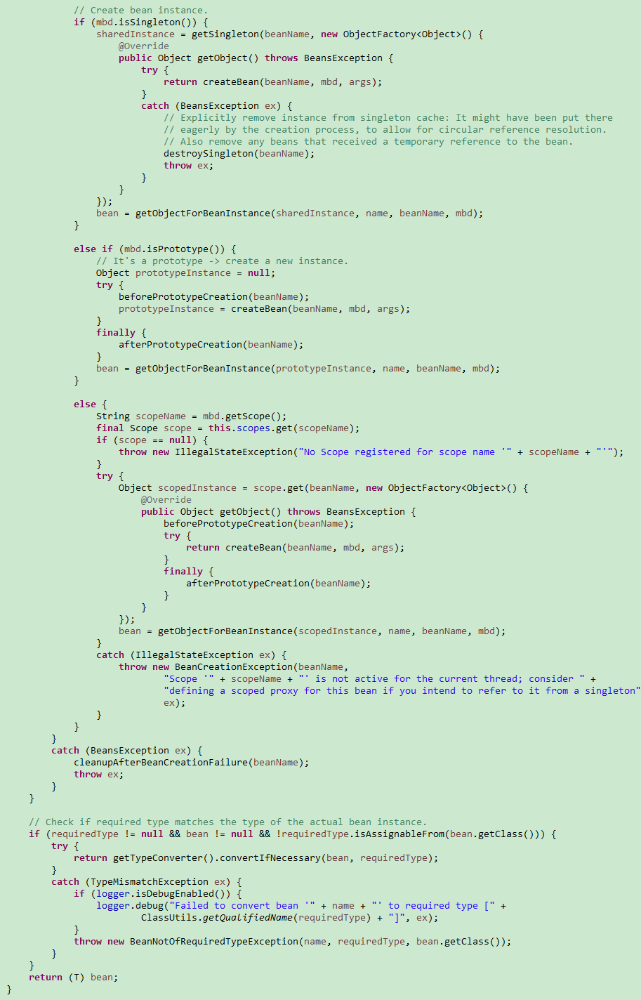 // Create bean instance.
if (mbd.isSingleton()) {
sharedInstance = getSingleton(beanName, new ObjectFactory<Object>() {
@Override
public Object getObject() throws BeansException {
try {
return createBean(beanName, mbd, args);
}
catch (BeansException ex) {
// Explicitly remove instance from singleton cache: It might have been put there
// eagerly by the creation process, to allow for circular reference resolution.
// Also remove any beans that received a temporary reference to the bean.
destroySingleton(beanName);
throw ex;
}
}
});
bean = getObjectForBeanInstance(sharedInstance, name, beanName, mbd);
}
else if (mbd.isPrototype()) {
// It's a prototype -> create a new instance.
Object prototypeInstance = null;
try {
beforePrototypeCreation(beanName);
prototypeInstance = createBean(beanName, mbd, args);
}
finally {
afterPrototypeCreation(beanName);
}
bean = getObjectForBeanInstance(prototypeInstance, name, beanName, mbd);
}
else {
String scopeName = mbd.getScope();
final Scope scope = this.scopes.get(scopeName);
if (scope == null) {
throw new IllegalStateException("No Scope registered for scope name '" + scopeName + "'");
}
try {
Object scopedInstance = scope.get(beanName, new ObjectFactory<Object>() {
@Override
public Object getObject() throws BeansException {
beforePrototypeCreation(beanName);
try {
return createBean(beanName, mbd, args);
}
finally {
afterPrototypeCreation(beanName);
}
}
});
bean = getObjectForBeanInstance(scopedInstance, name, beanName, mbd);
}
catch (IllegalStateException ex) {
throw new BeanCreationException(beanName,
"Scope '" + scopeName + "' is not active for the current thread; consider " +
"defining a scoped proxy for this bean if you intend to refer to it from a singleton"
ex);
}
}
}
catch (BeansException ex) {
cleanupAfterBeanCreationFailure(beanName);
throw ex;
}
}
// Check if required type matches the type of the actual bean instance.
if (requiredType != null && bean != null && !requiredType.isAssignableFrom(bean.getClass())) {
try {
return getTypeConverter().convertIfNecessary(bean, requiredType);
}
catch (TypeMismatchException ex) {
if (logger.isDebugEnabled()) {
logger.debug("Failed to convert bean '" + name + "' to required type [" +
ClassUtils.getQualifiedName(requiredType) + "]", ex);
}
throw new BeanNotOfRequiredTypeException(name, requiredType, bean.getClass());
}
}
return (T) bean;
}